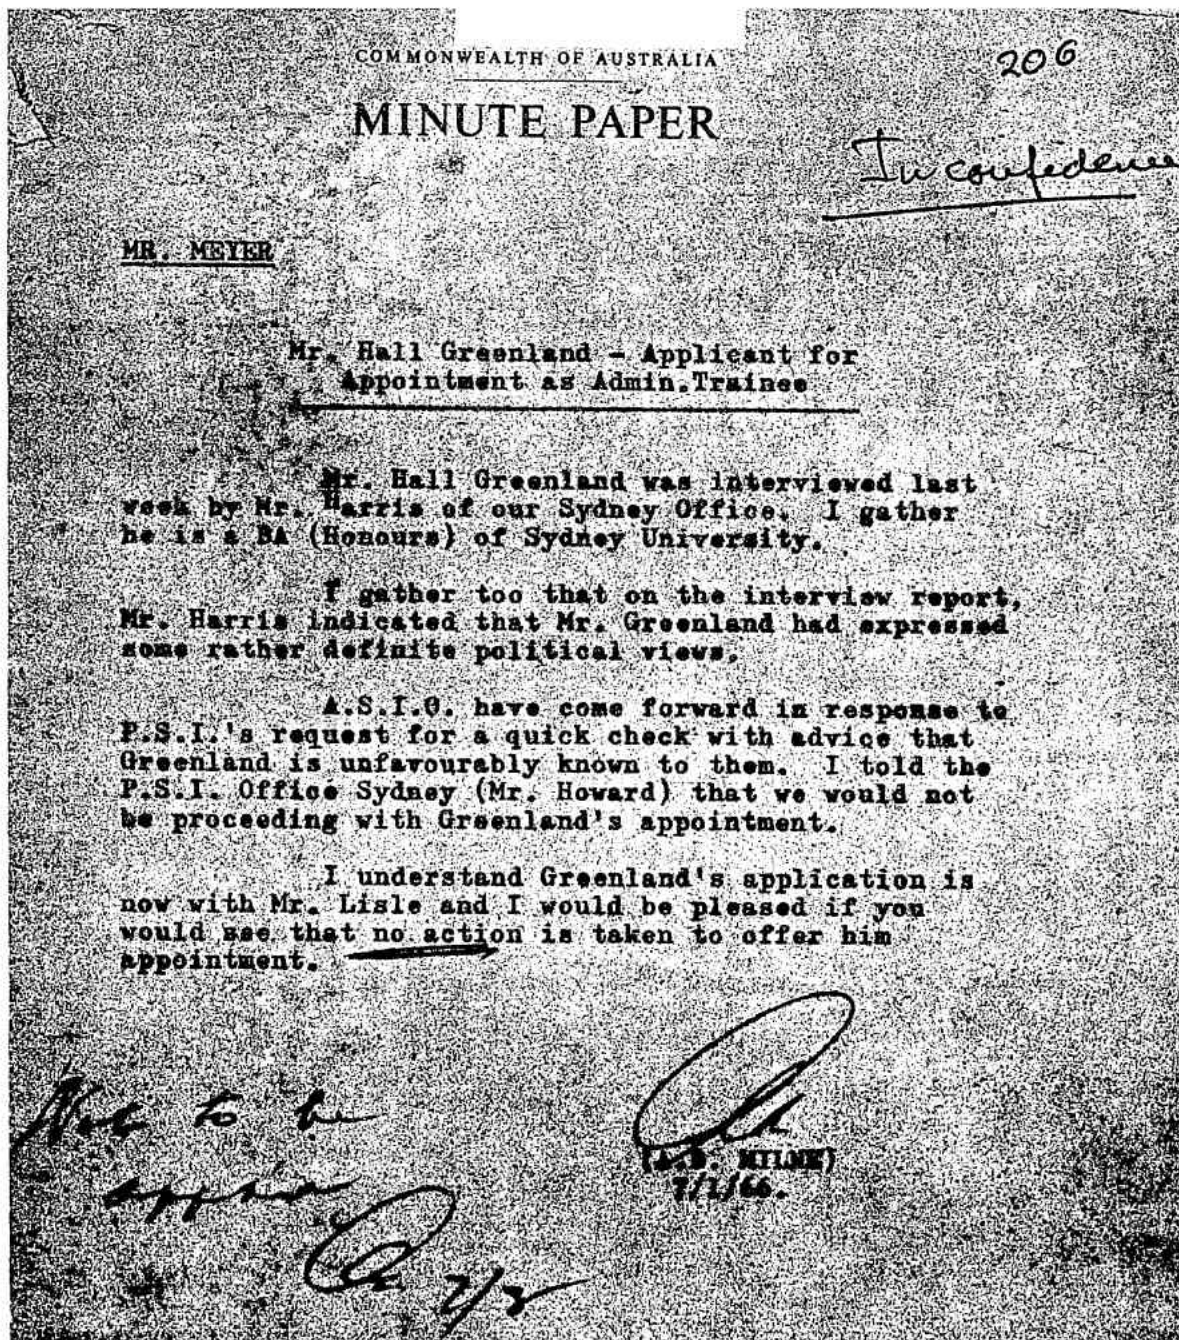 COMMONWEALTH OF AUSTRALIA
206
MINUTE PAPER
In confidence
MR. MEYER
Mr. Hall Greenland - Applicant for
Appointment as Admin.Trainee
Mr. Hall Greenland was interviewed last
week by Mr. Harris of our Sydney Office. I gather
he is a BA (Honours) of Sydney University.
I gather too that on the interview report,
Mr. Harris indicated that Mr. Greenland had expressed
some rather definite political views.
A.S.I.O. have come forward in response to
P.S.I.'s request for a quick check with advice that
Greenland is unfavourably known to them. I told the
P.S.I. Office Sydney (Mr. Howard) that we would not
be proceeding with Greenland's appointment.
I understand Greenland's application is
now with Mr. Lisle and I would be pleased if you
would see that no action is taken to offer him
appointment.
Not to be
MILNE)